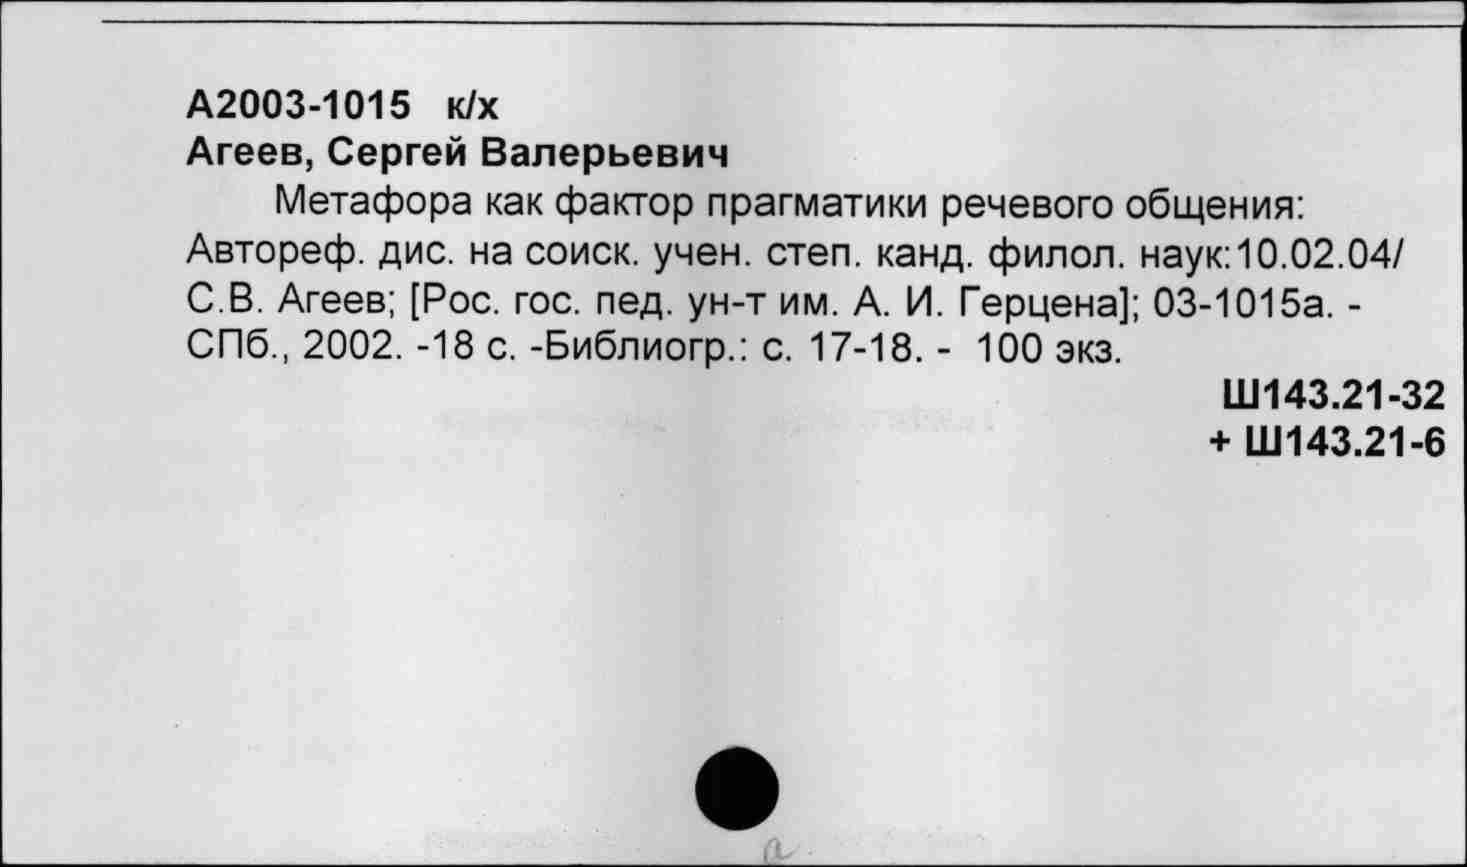 А2003-1015 к/х
Агеев, Сергей Валерьевич
Метафора как фактор прагматики речевого общения:
Автореф. дис. на соиск. учен. степ. канд. филол. наук:10.02.04/
С.В. Агеев; [Рос. гос. пед. ун-т им. А. И. Герцена]; 03-1015а. -
СПб., 2002. -18 с. -Библиогр.: с. 17-18. - 100 экз.
Ш143.21-32
+ Ш143.21-6
a